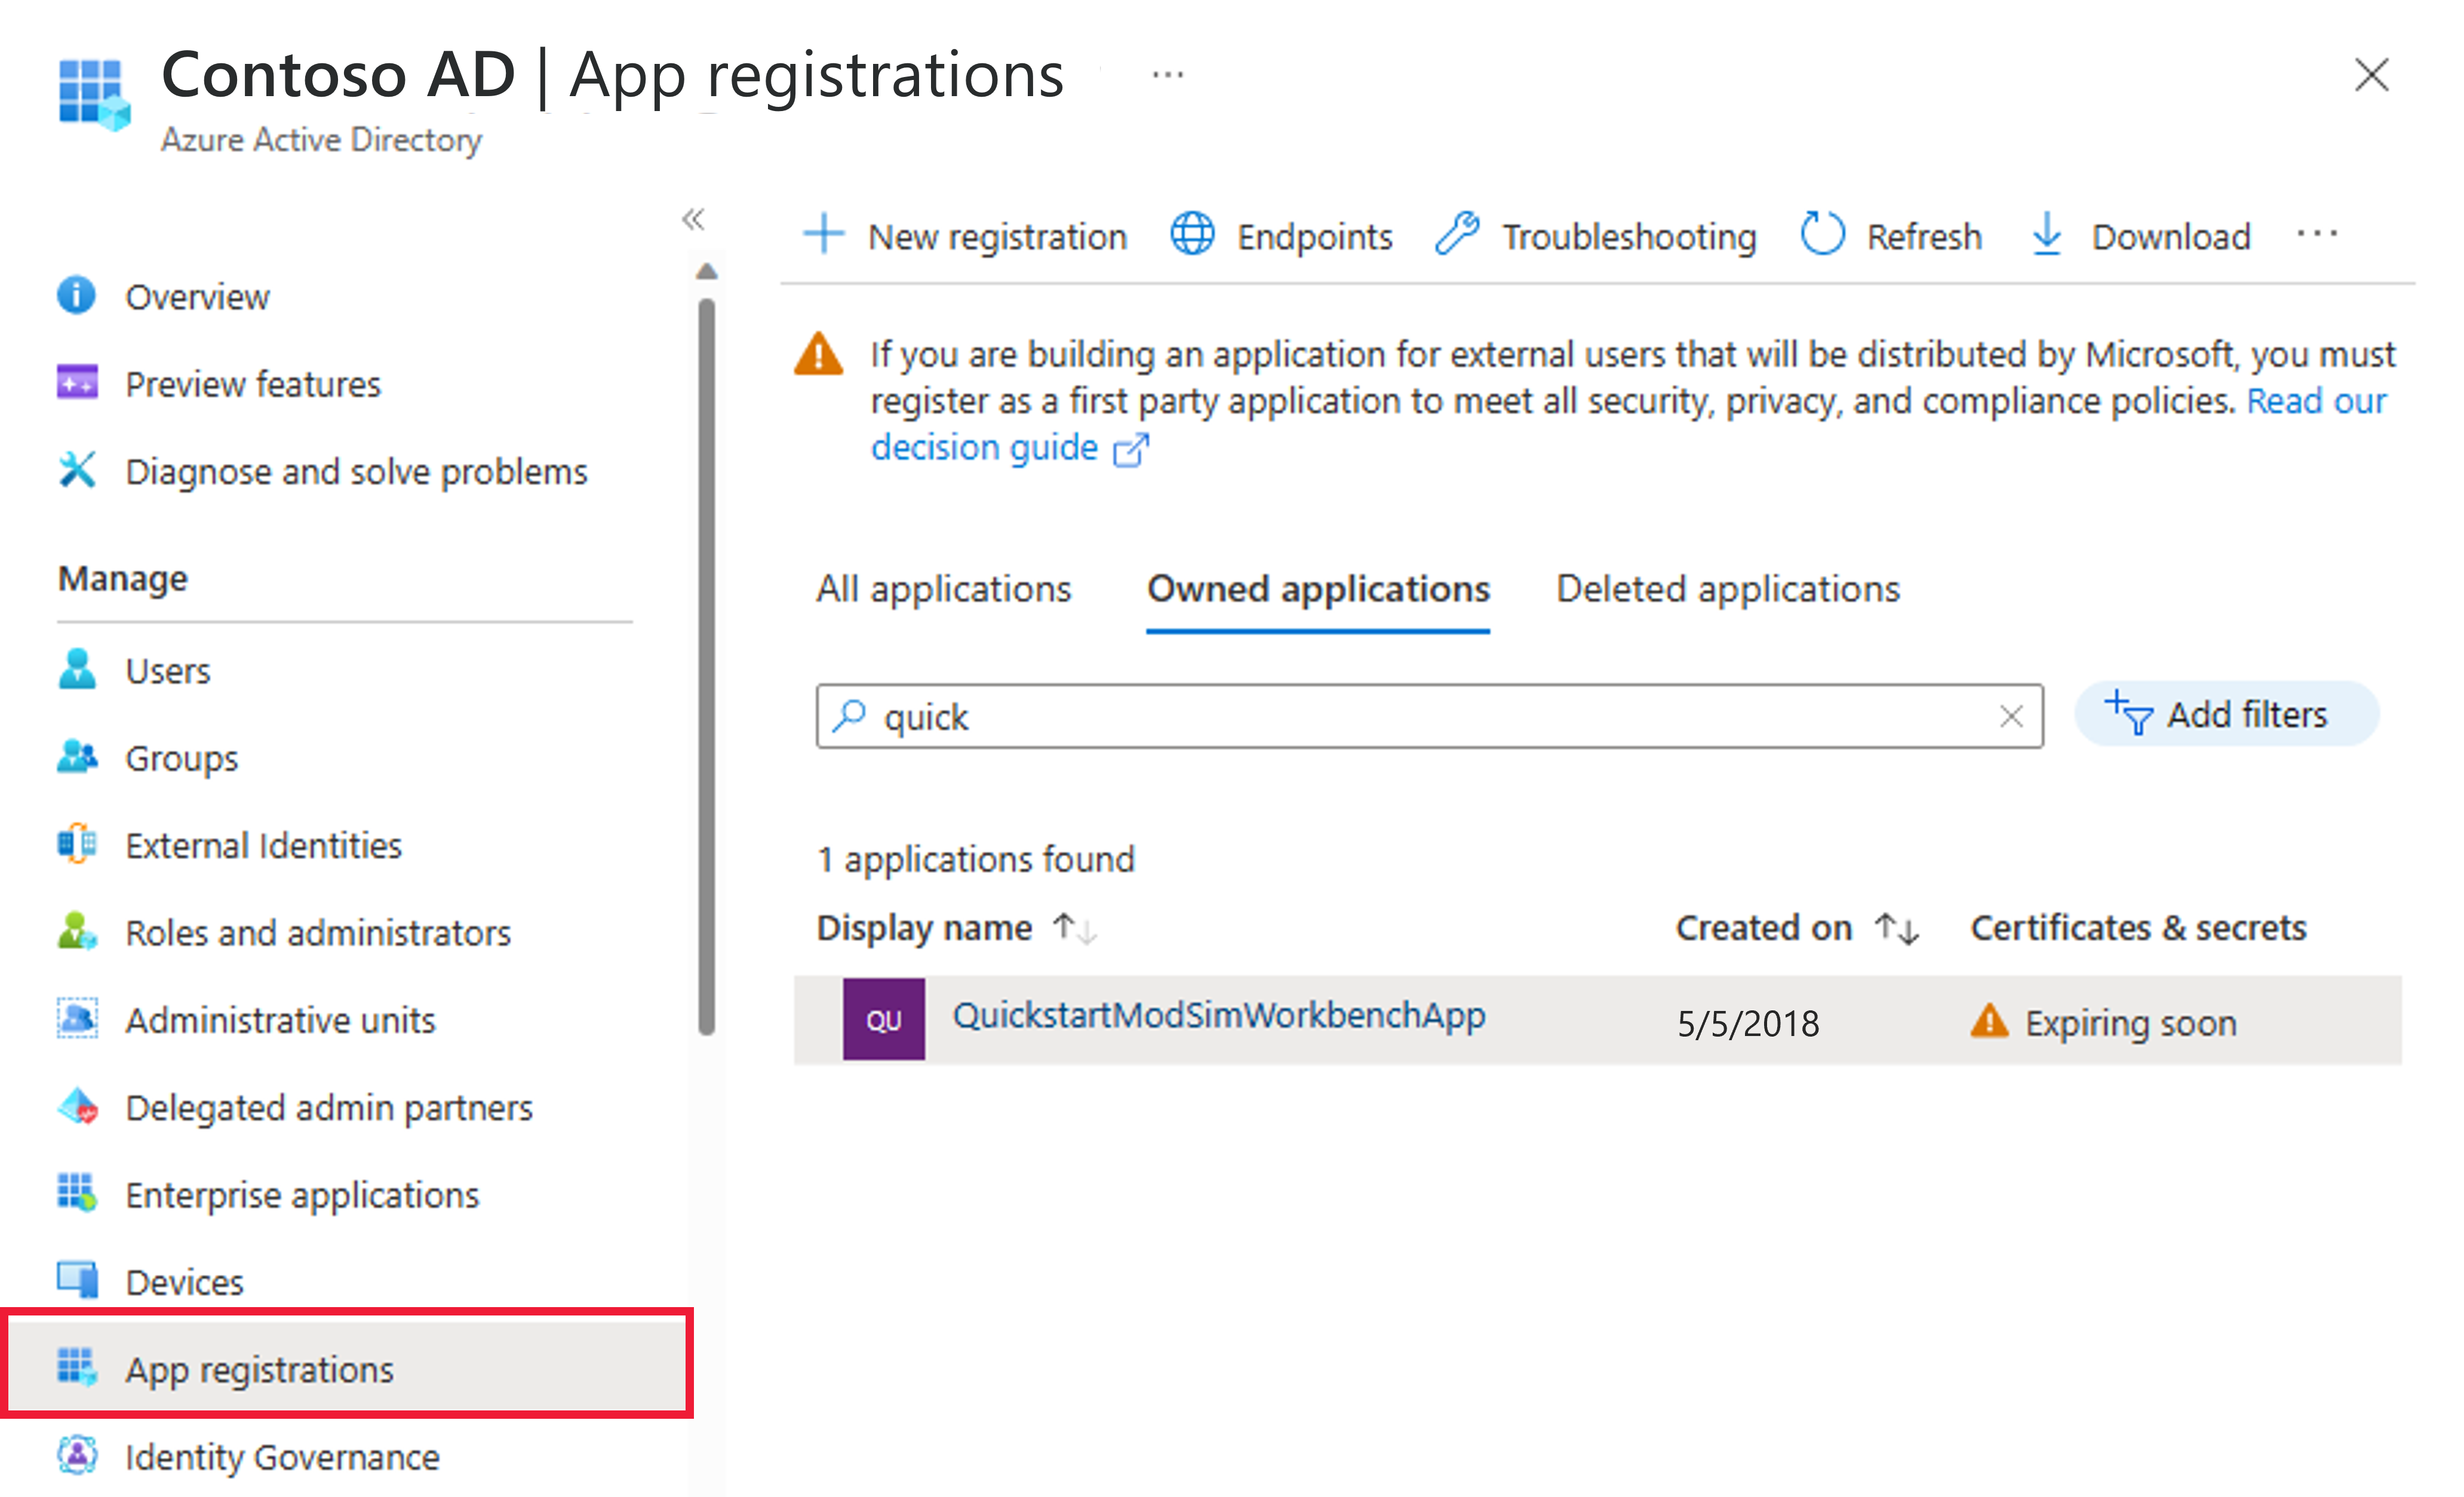 Contoso AD | App registrations ...
Azure Active Directory
Overview
Preview features
Diagnose and solve problems
Manage
Users
Groups
External Identities
Roles and administrators
Administrative units
Delegated admin partners
Enterprise applications
Devices
App registrations
Identity Governance
New registration Endpoints Troubleshooting Refresh Download ...
If you are building an application for external users that will be distributed by Microsoft, you must
register as a first party application to meet all security, privacy, and compliance policies. Read our
decision guide
All applications Owned applications Deleted applications
quick Add filters
1 applications found
Display name Created on Certificates & secrets
QU QuickstartModSimWorkbenchApp 5/5/2018 Expiring soon